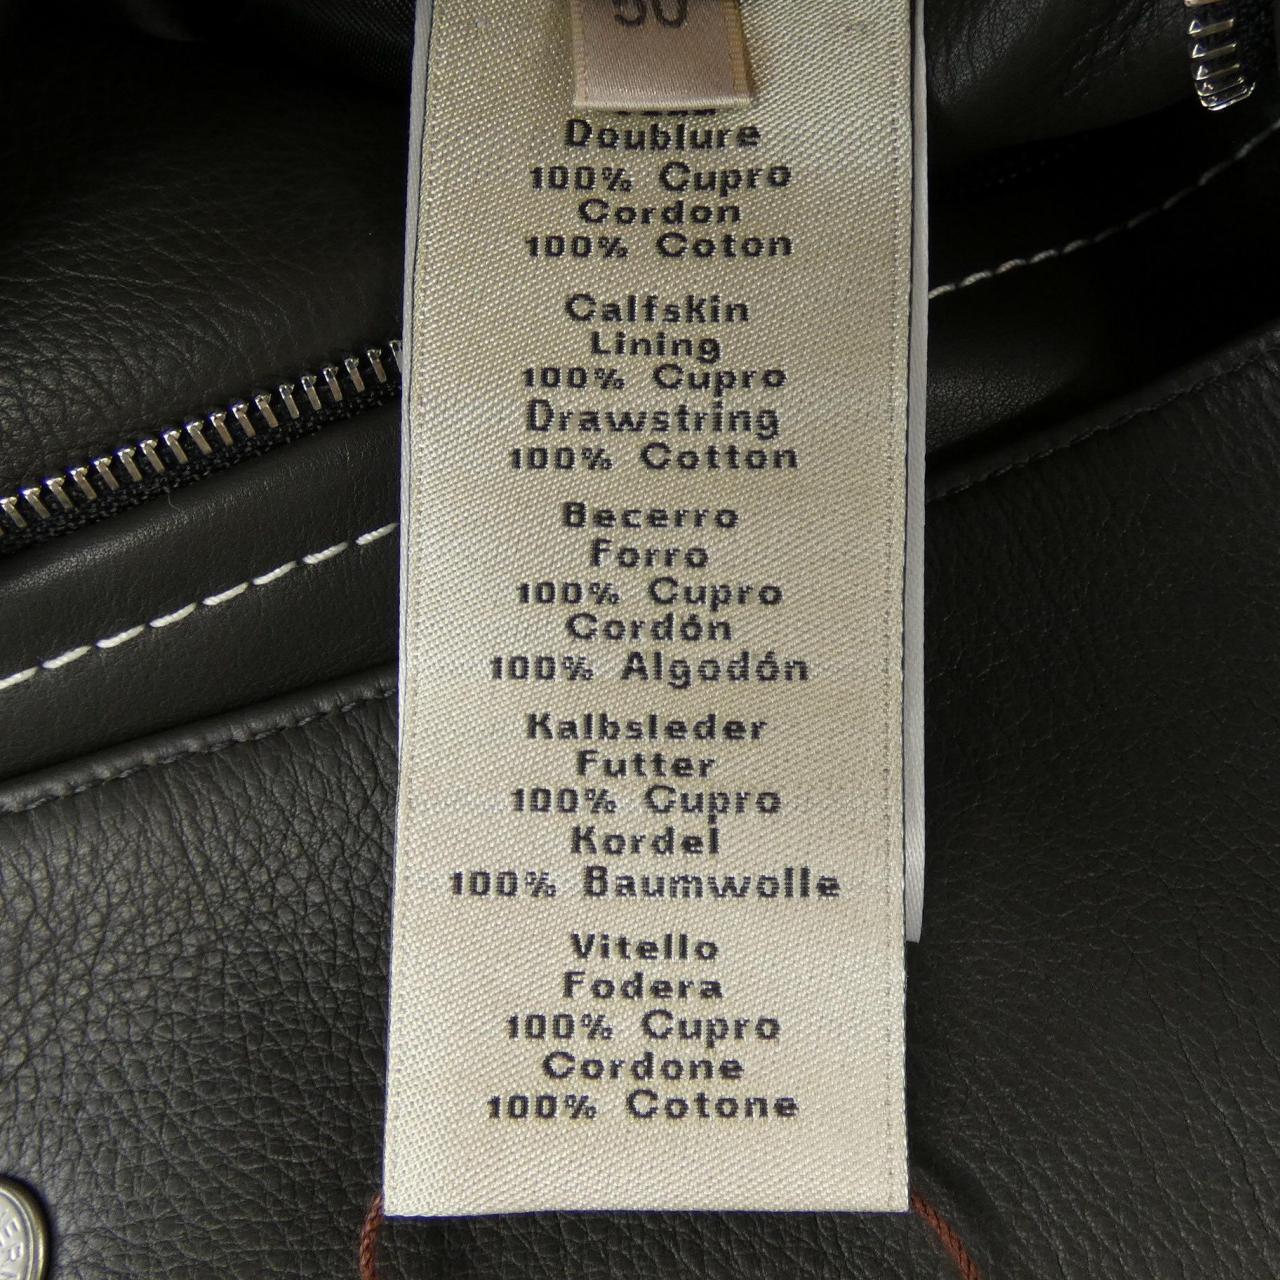 50
Doublure
100% Cupro
Cordon
100% Coton
Calfskin
Lining
100% Cupro
Drawstring
100% Cotton
Becerro
Forro
100% Cupro
Cordón
100% Algodón
Kalbsleder
Futter
100% Cupro
Kordel
100% Baumwolle
Vitello
Fodera
100% Cupro
Cordone
100% Cotone